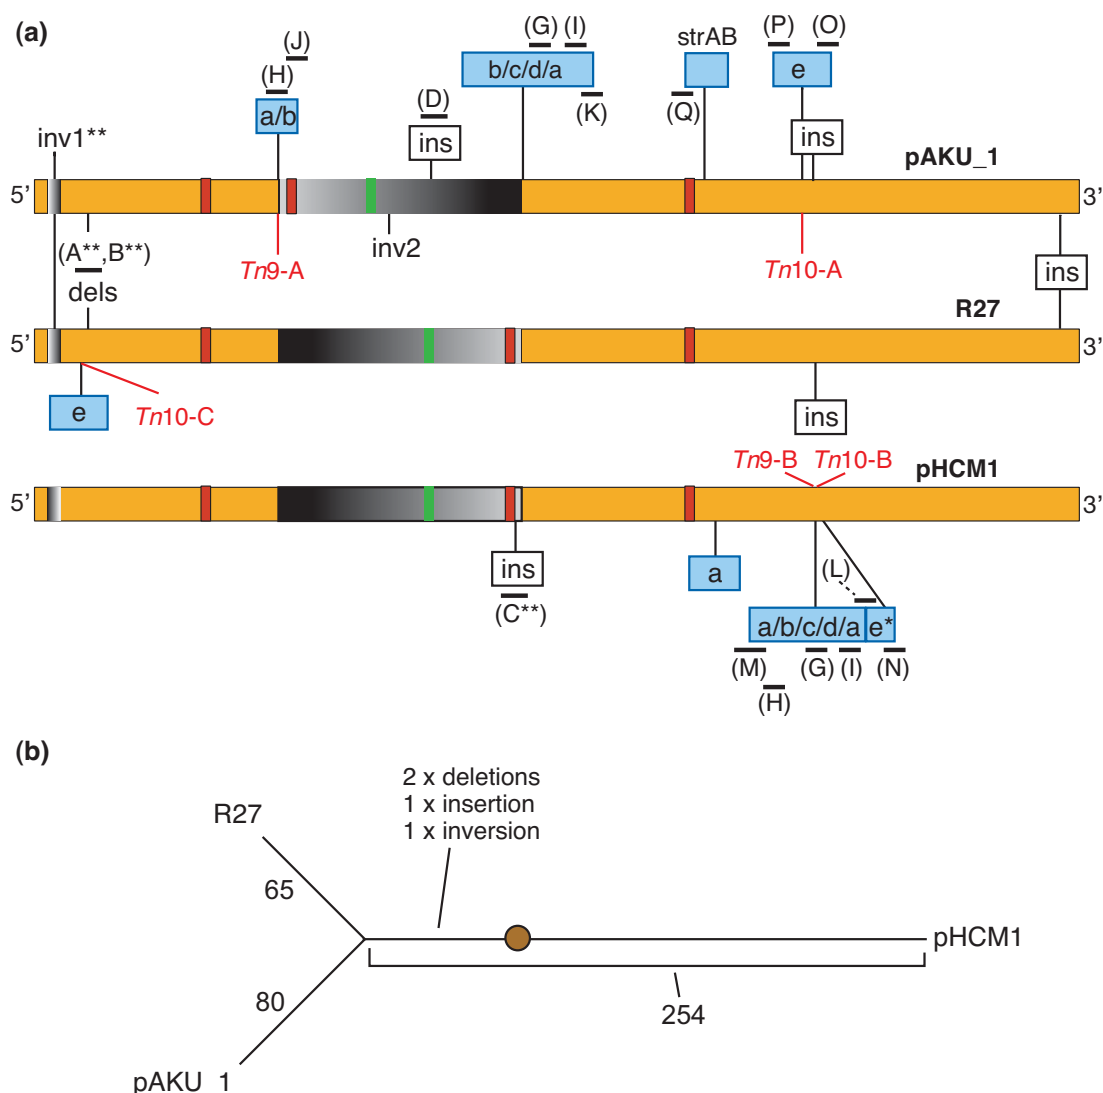 (a)
(G) (I)
strAB
(P) (O)
(J)
(H)
b/c/d/a
e
a/b
(D)
(K)
(Q)
inv1**
ins
ins
pAKU_1
5’
3’
(A**,B**)
dels
Tn9-A
inv2
Tn10-A
ins
R27
5’
3’
e
Tn10-C
ins
Tn9-B Tn10-B
pHCM1
5’
3’
ins
a
(L)
(C**)
a/b/c/d/a e*
(M) (G) (I) (N)
(H)
(b)
2 x deletions
1 x insertion
1 x inversion
R27
65
pHCM1
80
254
pAKU_1